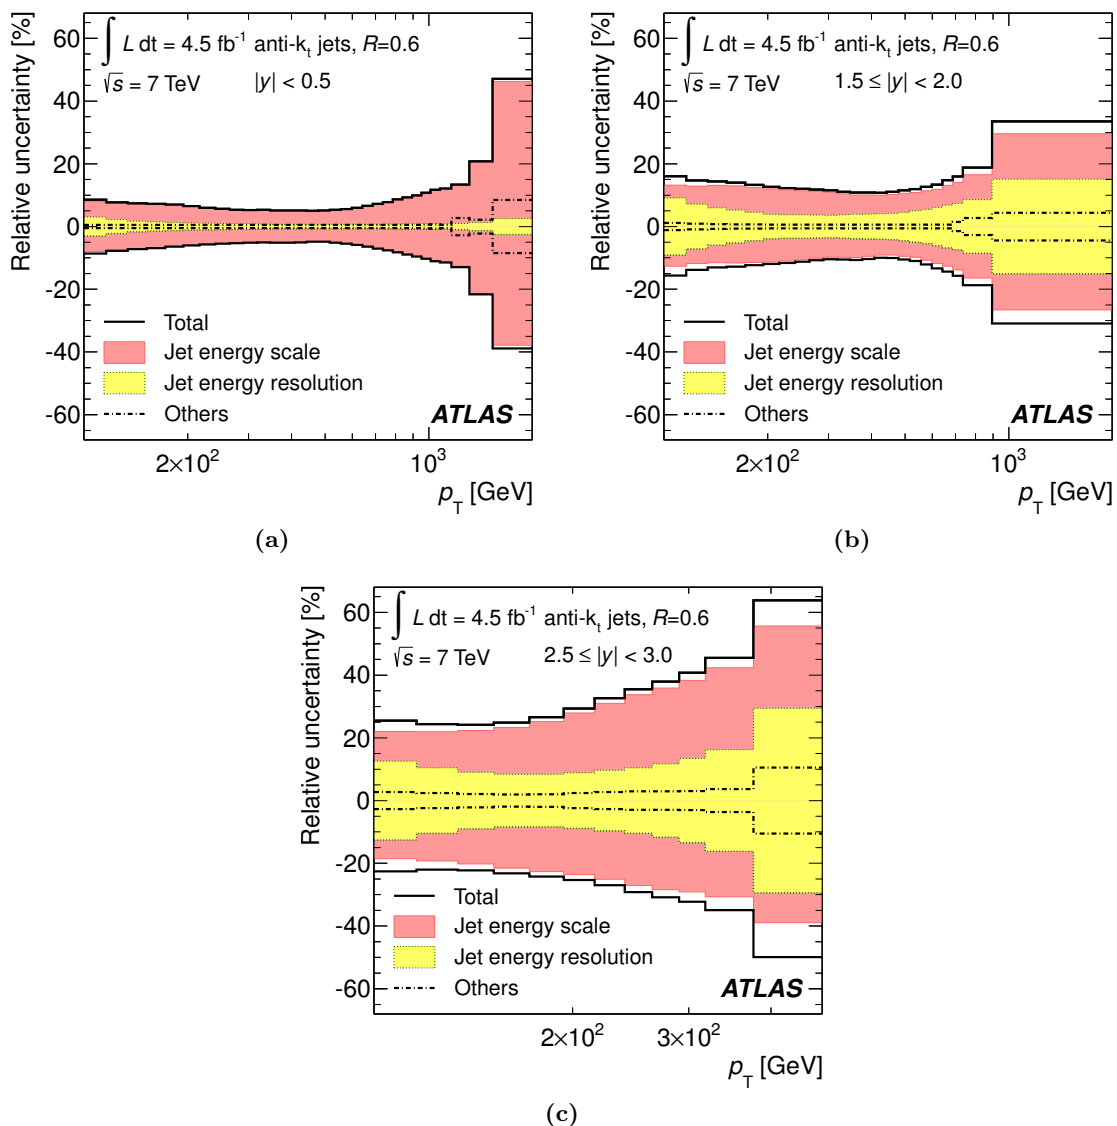 Relative uncertainty [%]
60
40
20
0
-20
-40
-60
∫ L dt = 4.5 fb⁻¹ anti-kₜ jets, R=0.6
√s = 7 TeV |y| < 0.5
Total
Jet energy scale
Jet energy resolution
Others
ATLAS
2×10² 10³
p_T [GeV]
(a)
Relative uncertainty [%]
60
40
20
0
-20
-40
-60
∫ L dt = 4.5 fb⁻¹ anti-kₜ jets, R=0.6
√s = 7 TeV 1.5 ≤ |y| < 2.0
Total
Jet energy scale
Jet energy resolution
Others
ATLAS
2×10² 10³
p_T [GeV]
(b)
Relative uncertainty [%]
60
40
20
0
-20
-40
-60
∫ L dt = 4.5 fb⁻¹ anti-kₜ jets, R=0.6
√s = 7 TeV 2.5 ≤ |y| < 3.0
Total
Jet energy scale
Jet energy resolution
Others
ATLAS
2×10² 3×10²
p_T [GeV]
(c)